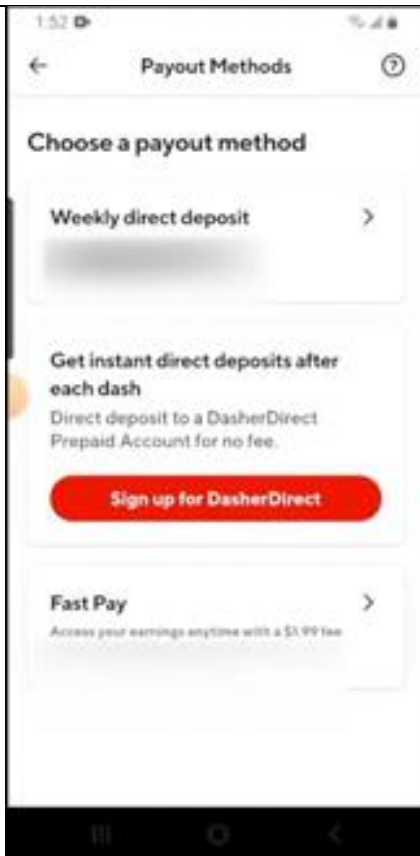 1:52
Payout Methods
Choose a payout method
Weekly direct deposit
Get instant direct deposits after
each dash
Direct deposit to a DasherDirect
Prepaid Account for no fee.
Sign up for DasherDirect
Fast Pay
Access your earnings anytime with a $1.99 fee